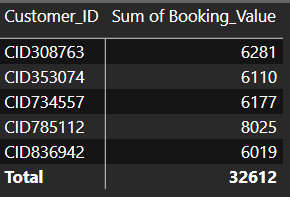 Customer_ID Sum of Booking_Value
CID308763 6281
CID353074 6110
CID734557 6177
CID785112 8025
CID836942 6019
Total 32612